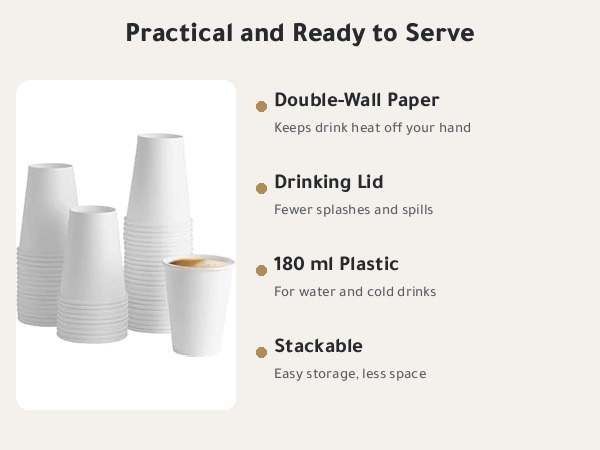 Practical and Ready to Serve
Double-Wall Paper
Keeps drink heat off your hand
Drinking Lid
Fewer splashes and spills
180 ml Plastic
For water and cold drinks
Stackable
Easy storage, less space